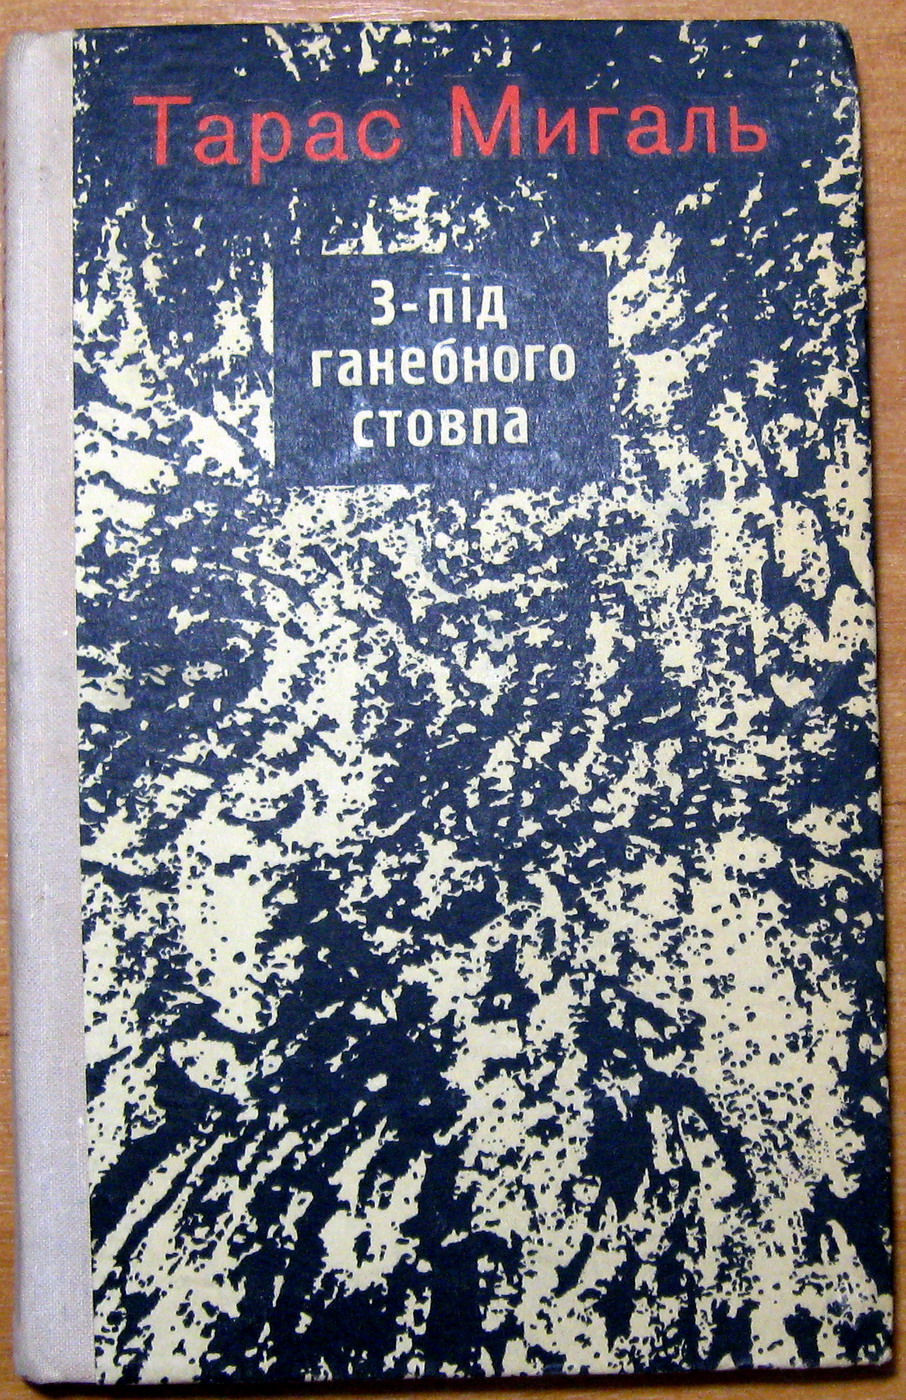 Тарас Мигаль
З-під
ганебного
стовпа